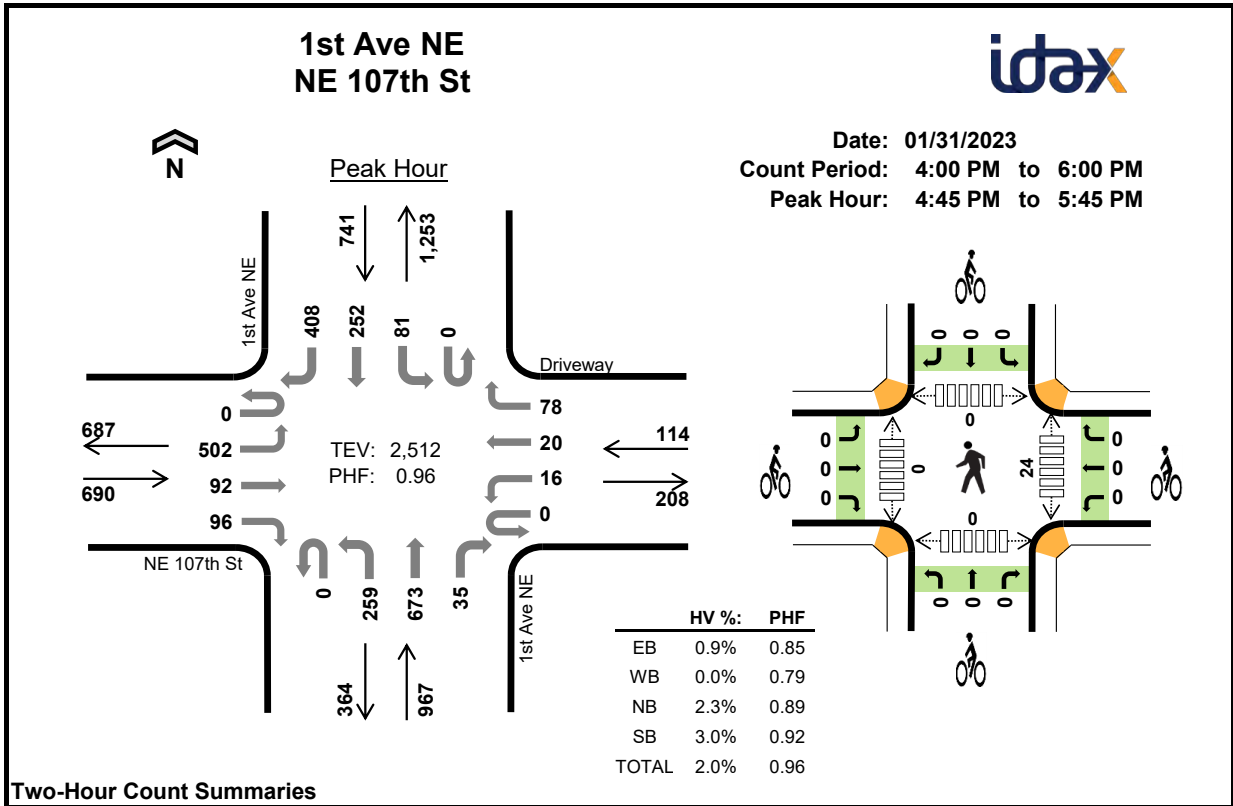 1st Ave NE
NE 107th St
idax
N
Peak Hour
Date: 01/31/2023
Count Period: 4:00 PM to 6:00 PM
Peak Hour: 4:45 PM to 5:45 PM
741
1,253
1st Ave NE
408
252
81
0
Driveway
0
502
92
96
687
690
TEV: 2,512
PHF: 0.96
78
20
16
0
114
208
NE 107th St
0
259
673
35
1st Ave NE
364
967
0 0 0
0
0
0
0
0
24
0
0
0
0
0 0 0
HV %: PHF
EB 0.9% 0.85
WB 0.0% 0.79
NB 2.3% 0.89
SB 3.0% 0.92
TOTAL 2.0% 0.96
Two-Hour Count Summaries